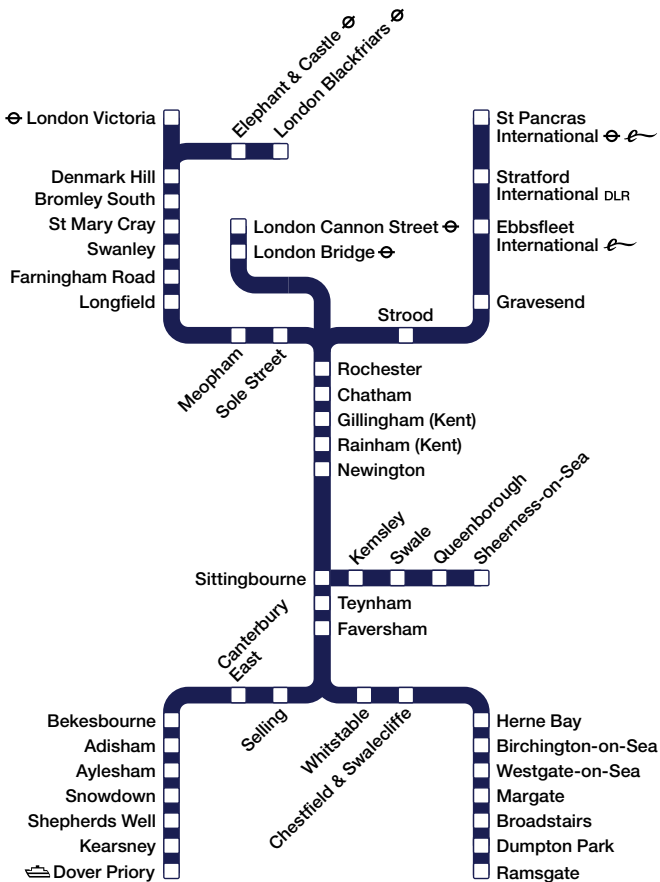 Elephant & Castle
London Blackfriars
London Victoria
Denmark Hill
Bromley South
St Mary Cray
Swanley
Farningham Road
Longfield
London Cannon Street
London Bridge
St Pancras
International
Stratford
International DLR
Ebbsfleet
International
Gravesend
Strood
Meopham
Sole Street
Rochester
Chatham
Gillingham (Kent)
Rainham (Kent)
Newington
Kemsley
Swale
Queenborough
Sheerness-on-Sea
Sittingbourne
Teynham
Faversham
Canterbury
East
Selling
Whitstable
Chestfield & Swalecliffe
Bekesbourne
Adisham
Aylesham
Snowdown
Shepherds Well
Kearsney
Dover Priory
Herne Bay
Birchington-on-Sea
Westgate-on-Sea
Margate
Broadstairs
Dumpton Park
Ramsgate